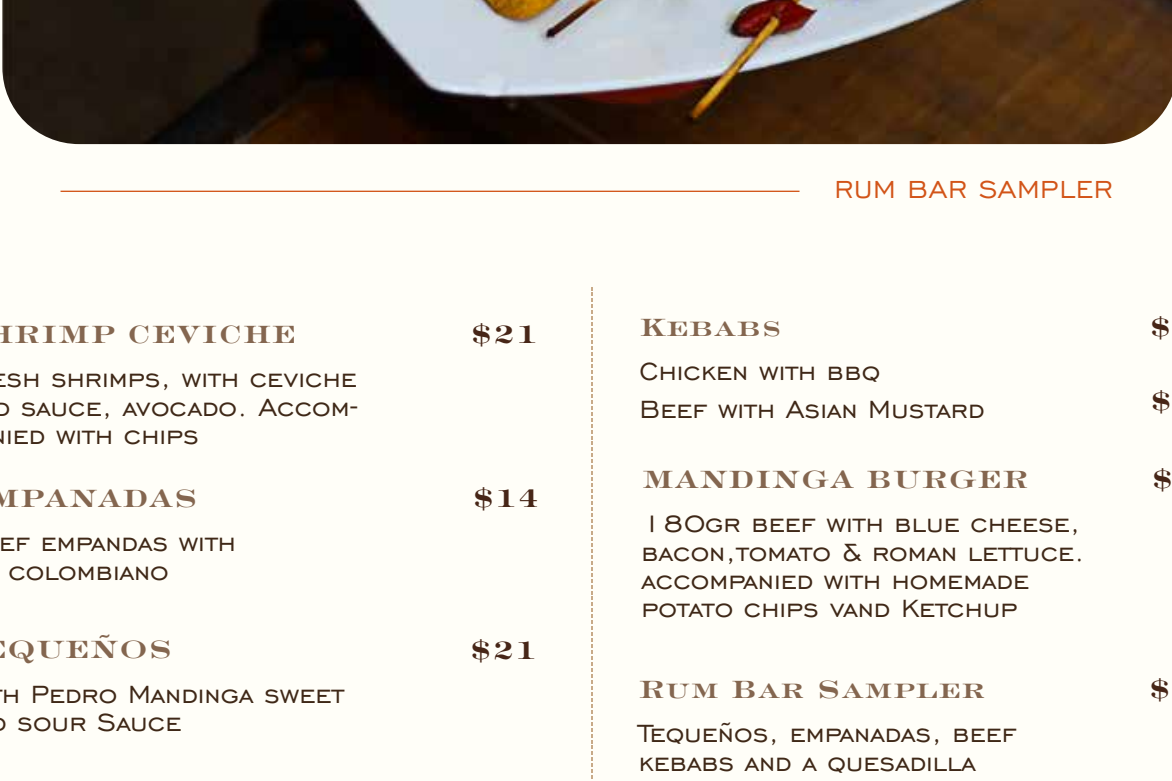 RUM BAR SAMPLER
HRIMP CEVICHE $21
ESH SHRIMPS, WITH CEVICHE
D SAUCE, AVOCADO. ACCOM-
NIED WITH CHIPS
MPANADAS $14
EF EMPANDAS WITH
COLOMBIANO
EQUEÑOS $21
TH PEDRO MANDINGA SWEET
D SOUR SAUCE
KEBABS $
CHICKEN WITH BBQ
BEEF WITH ASIAN MUSTARD $
MANDINGA BURGER $
180GR BEEF WITH BLUE CHEESE,
BACON,TOMATO & ROMAN LETTUCE.
ACCOMPANIED WITH HOMEMADE
POTATO CHIPS VAND KETCHUP
RUM BAR SAMPLER $
TEQUEÑOS, EMPANADAS, BEEF
KEBABS AND A QUESADILLA